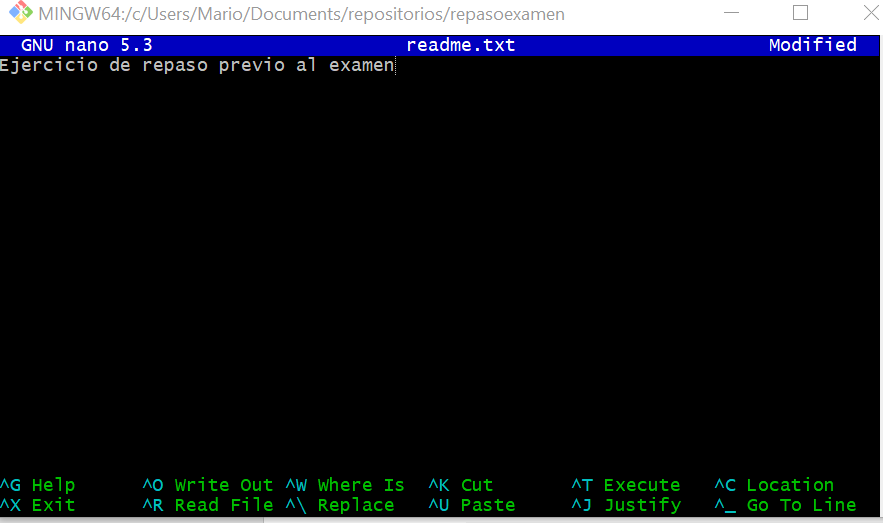 MINGW64:/c/Users/Mario/Documents/repositorios/repasoexamen
GNU nano 5.3 readme.txt Modified
Ejercicio de repaso previo al examen
^G Help ^O Write Out ^W Where Is ^K Cut ^T Execute ^C Location
^X Exit ^R Read File ^\ Replace ^U Paste ^J Justify ^_ Go To Line